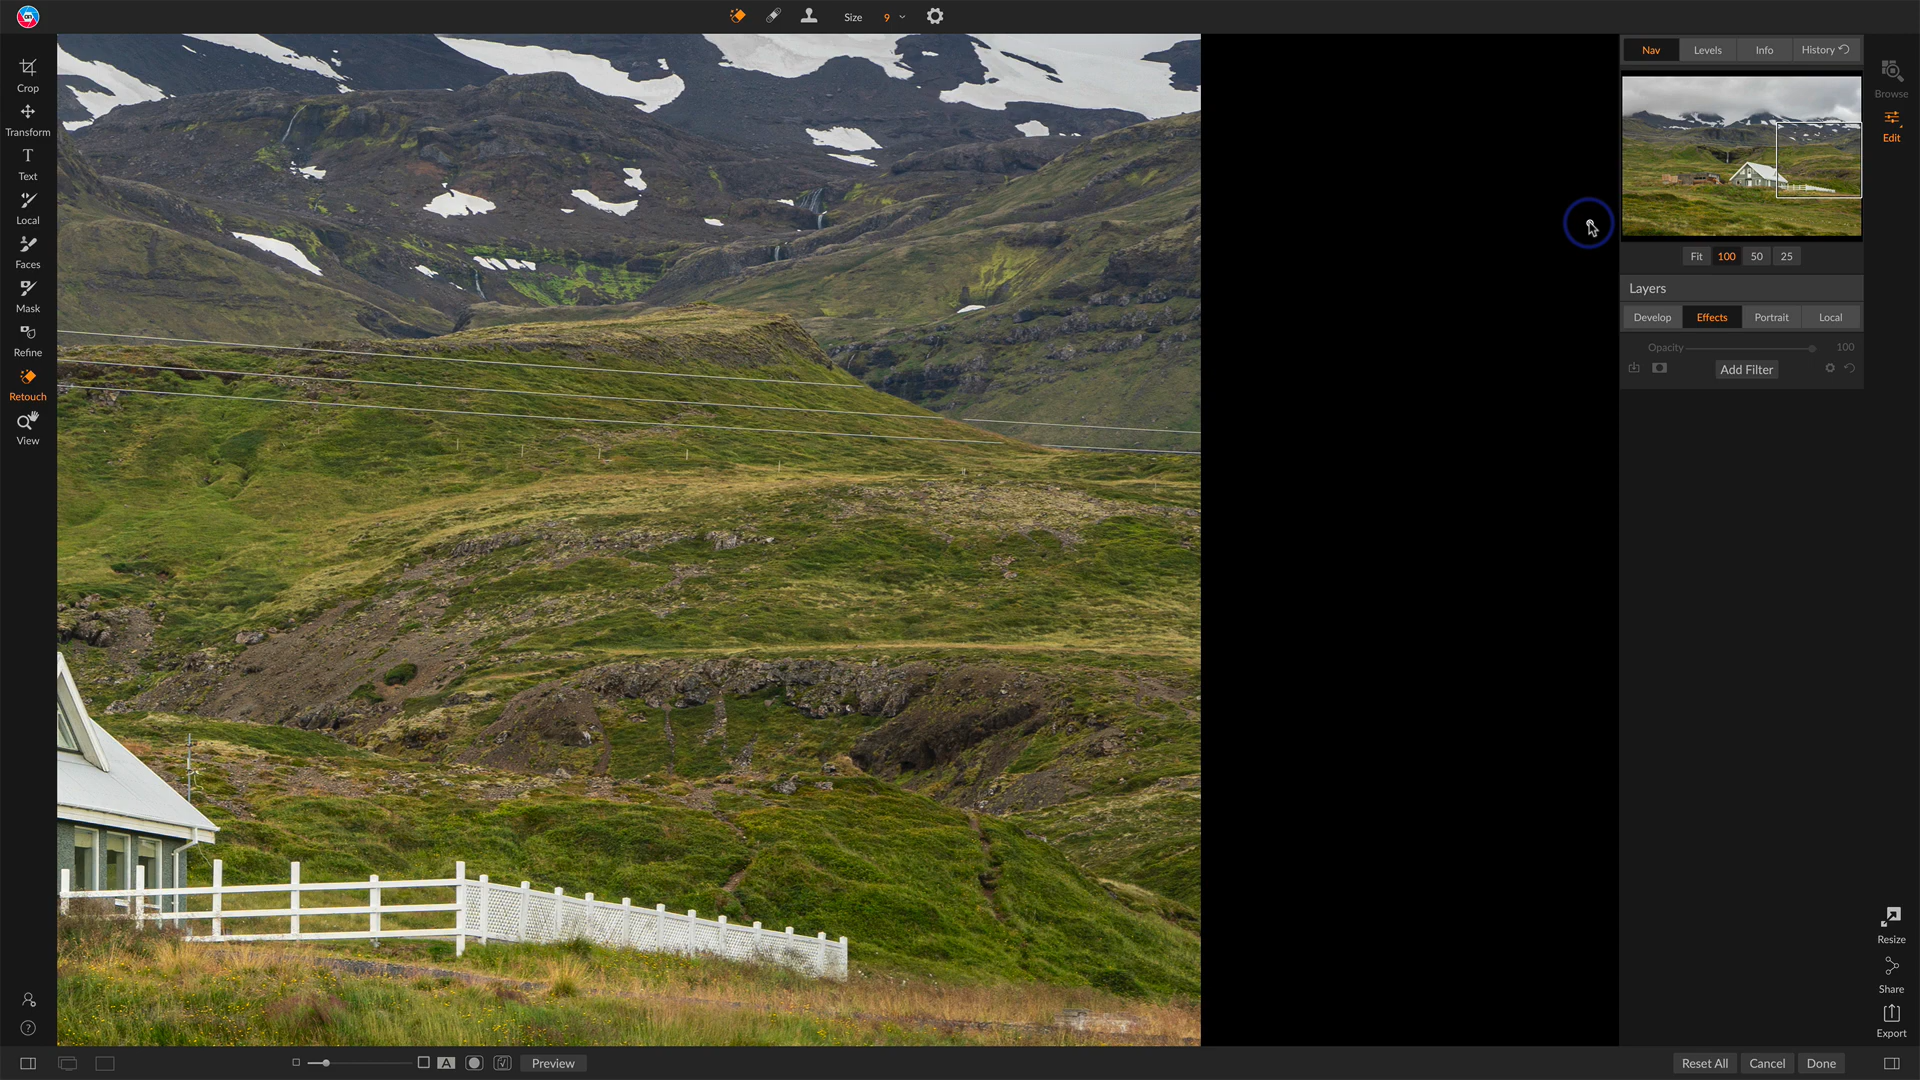 Size 9
Nav Levels Info History
Browse
Edit
Crop
Transform
T
Text
Local
Faces
Mask
Refine
Retouch
View
Fit 100 50 25
Layers
Develop Effects Portrait Local
Opacity 100
Add Filter
Resize
Share
Export
?
A
Preview
Reset All Cancel Done